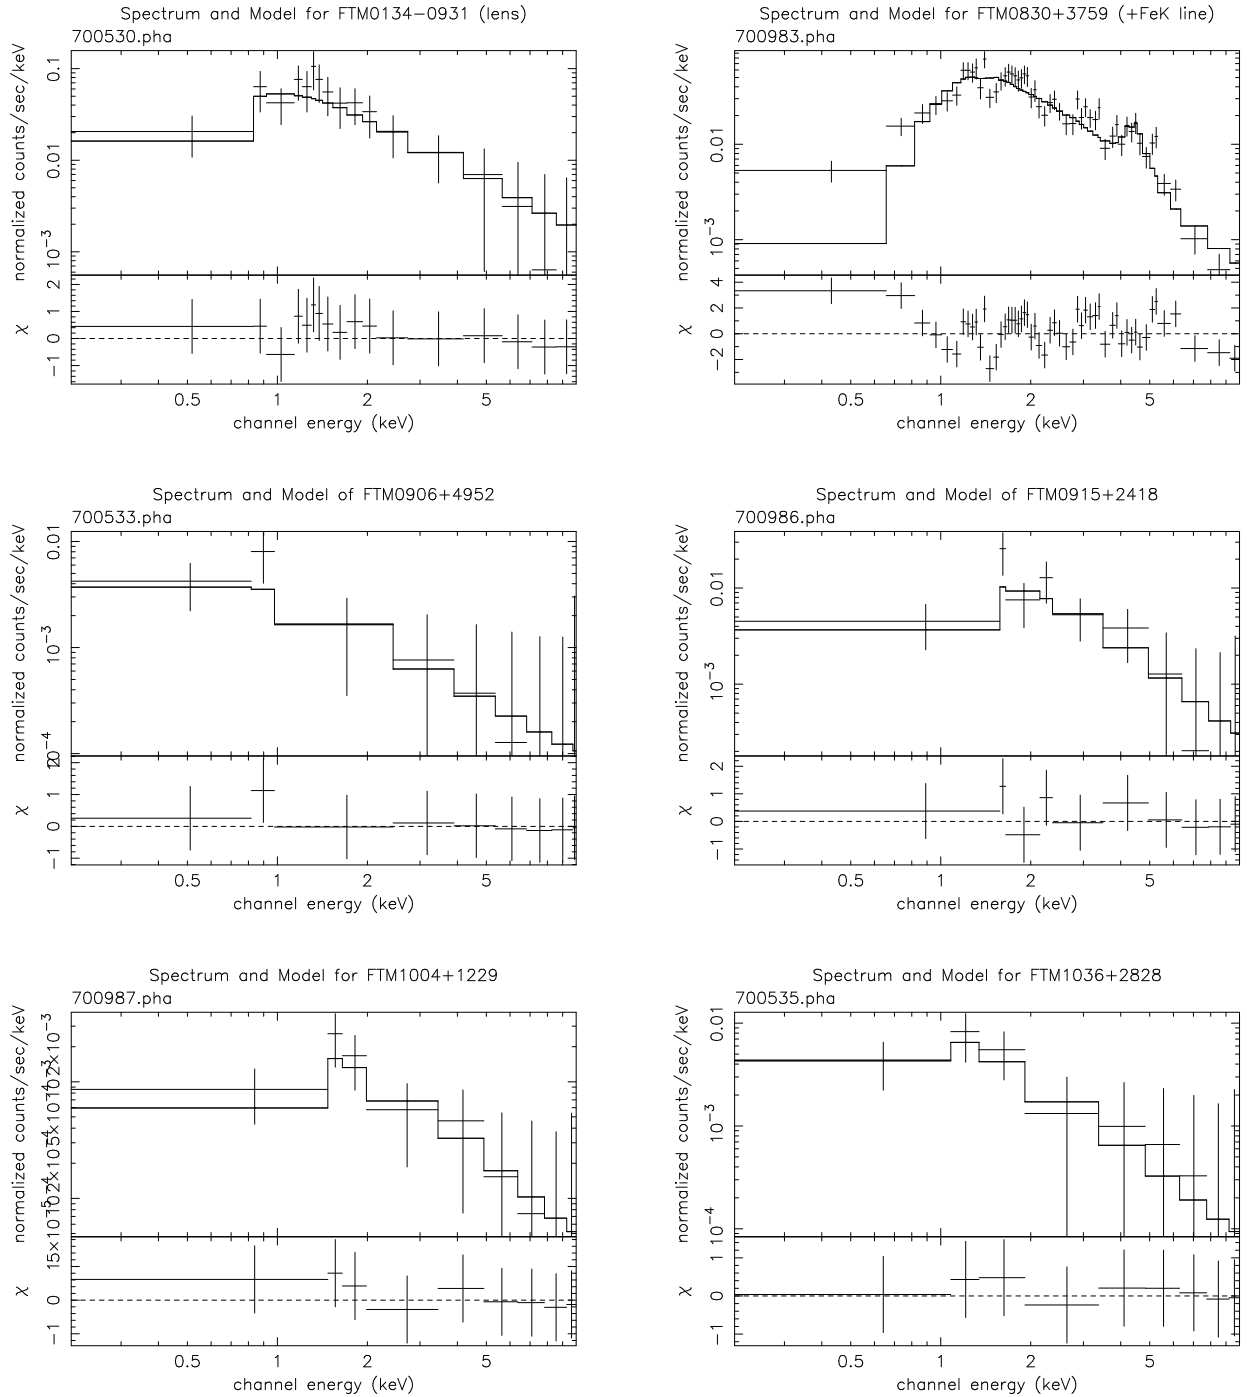 Spectrum and Model for FTM0134−0931 (lens)
700530.pha
normalized counts/sec/keV
0.1
0.01
10⁻³
χ
2
1
0
−1
0.5
1
2
5
channel energy (keV)
Spectrum and Model for FTM0830+3759 (+FeK line)
700983.pha
normalized counts/sec/keV
0.01
10⁻³
χ
4
2
0
−2
0.5
1
2
5
channel energy (keV)
Spectrum and Model of FTM0906+4952
700533.pha
normalized counts/sec/keV
0.01
10⁻³
10⁻⁴
χ
2
1
0
−1
0.5
1
2
5
channel energy (keV)
Spectrum and Model of FTM0915+2418
700986.pha
normalized counts/sec/keV
0.01
10⁻³
χ
2
1
0
−1
0.5
1
2
5
channel energy (keV)
Spectrum and Model for FTM1004+1229
700987.pha
normalized counts/sec/keV
χ
1
0
−1
0.5
1
2
5
channel energy (keV)
Spectrum and Model for FTM1036+2828
700535.pha
normalized counts/sec/keV
0.01
10⁻³
10⁻⁴
χ
1
0
−1
0.5
1
2
5
channel energy (keV)